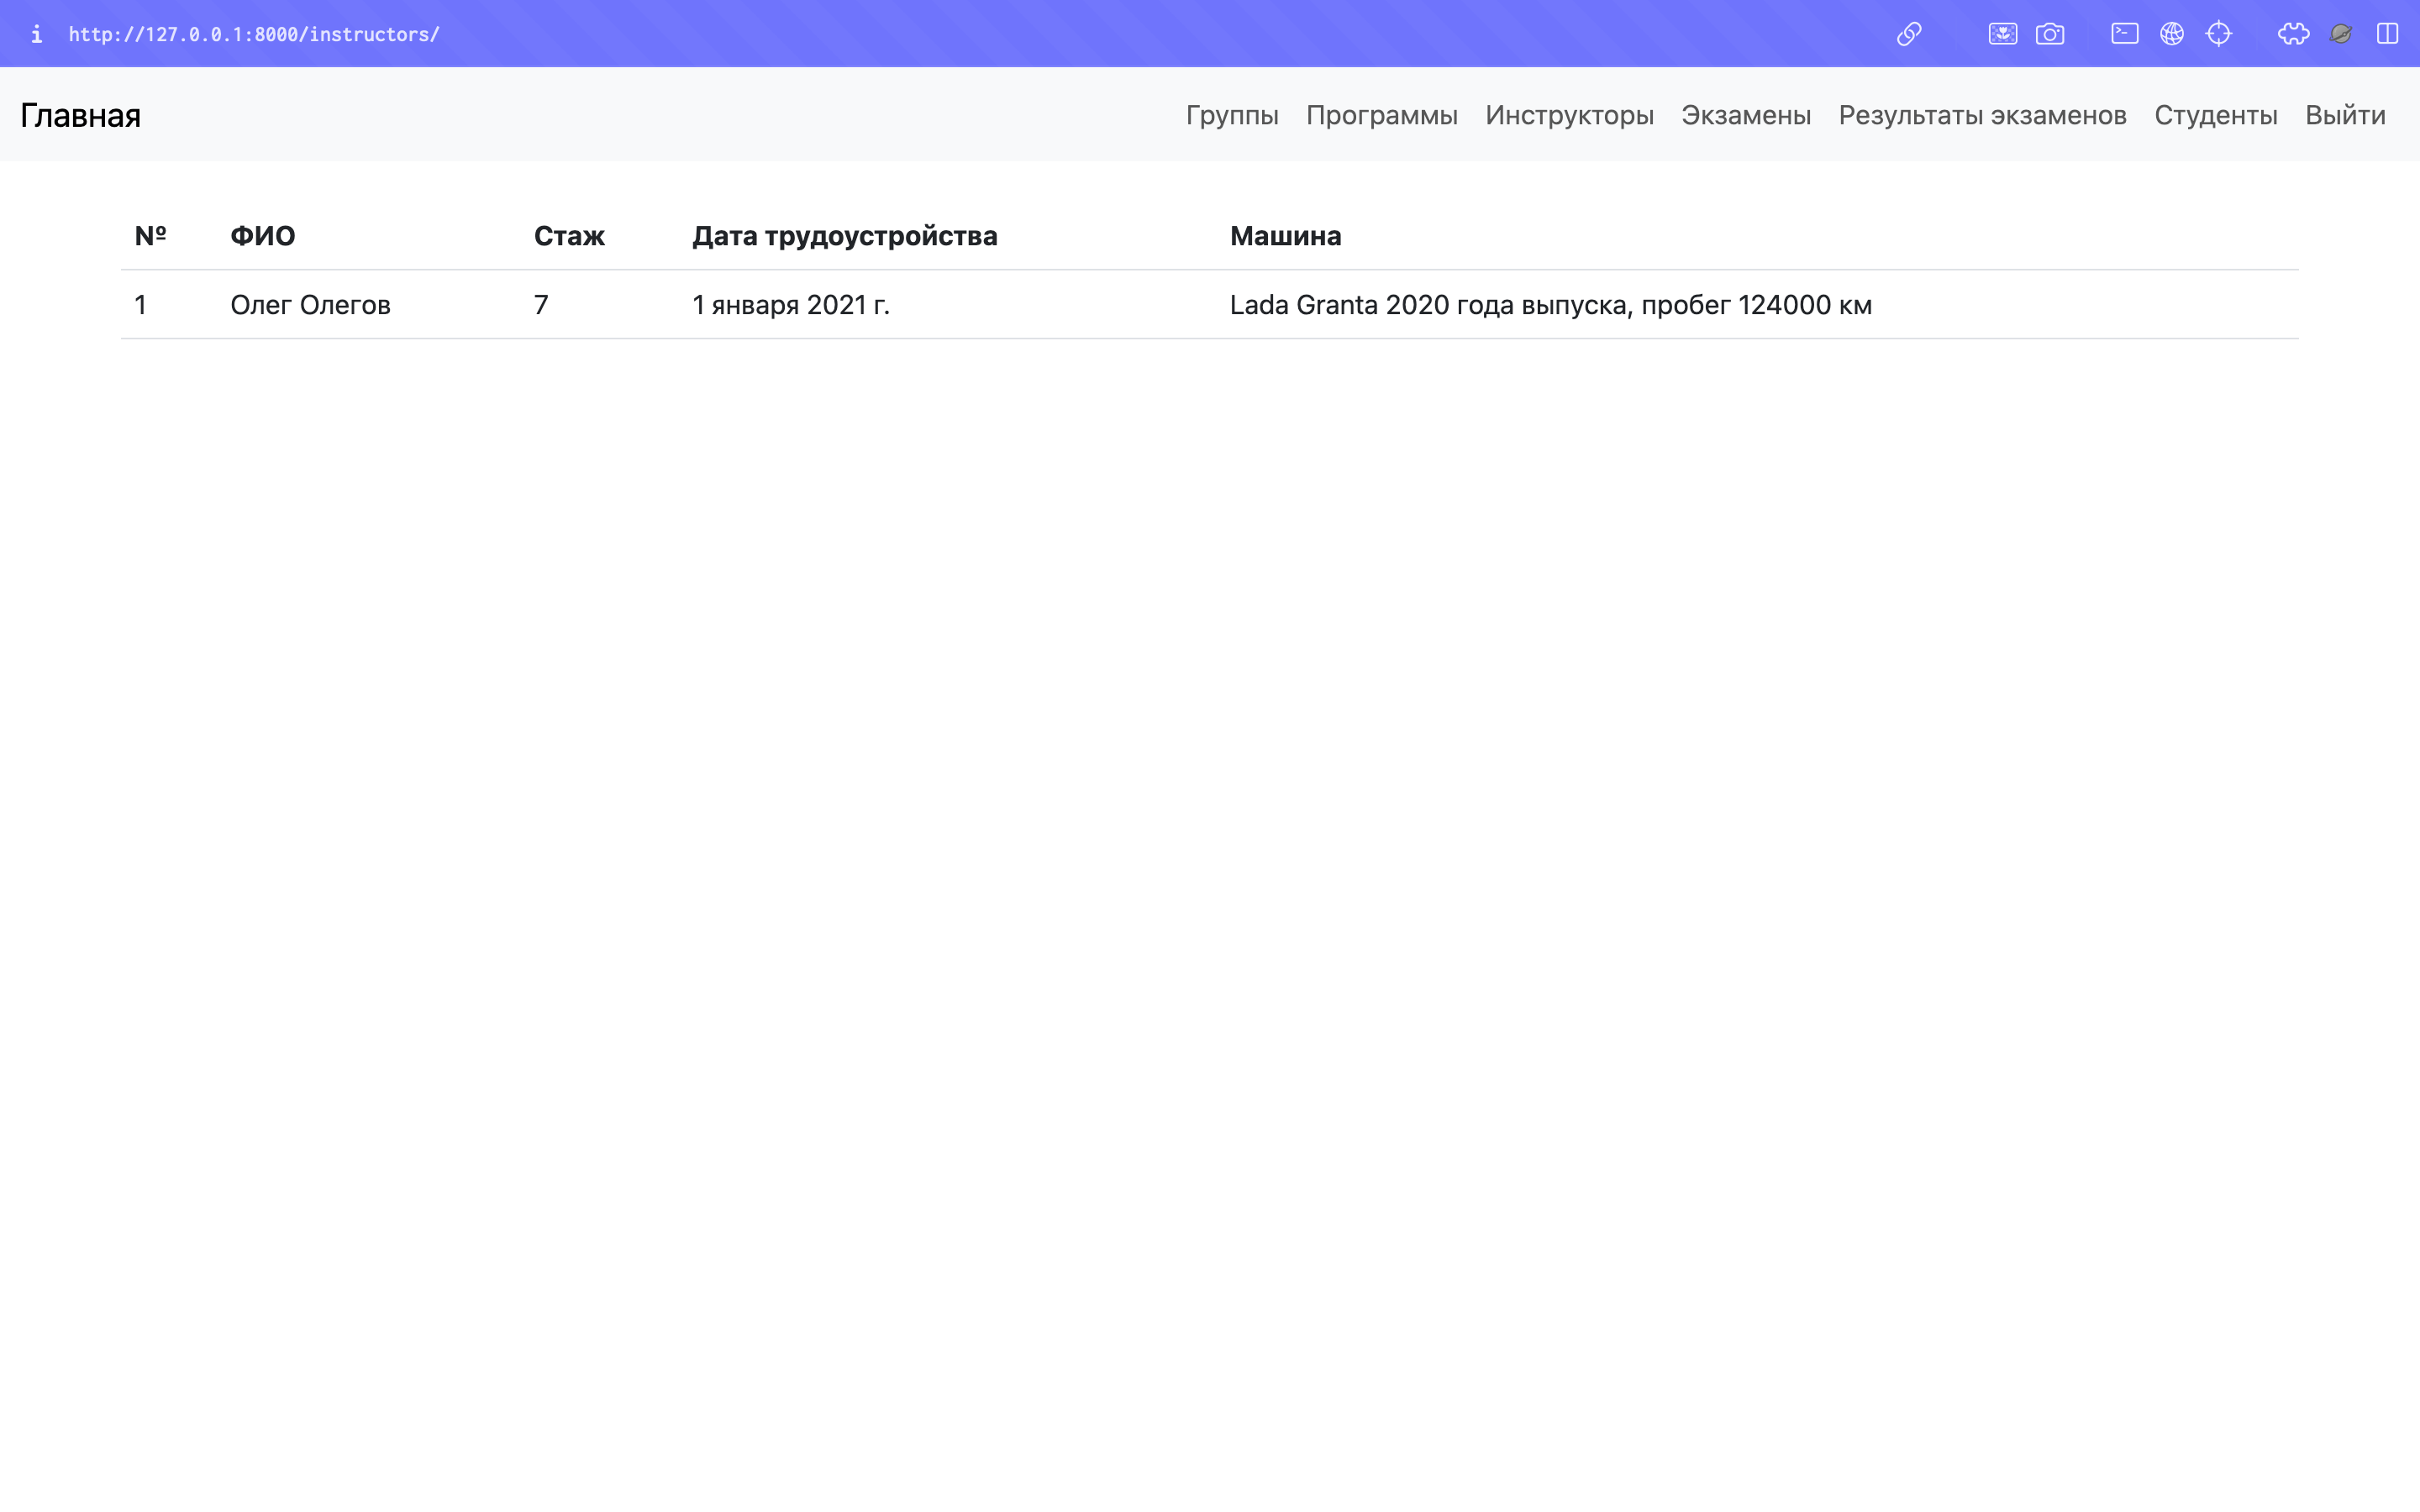 http://127.0.0.1:8000/instructors/
Главная Группы Программы Инструкторы Экзамены Результаты экзаменов Студенты Выйти
№ ФИО Стаж Дата трудоустройства Машина
1 Олег Олегов 7 1 января 2021 г. Lada Granta 2020 года выпуска, пробег 124000 км